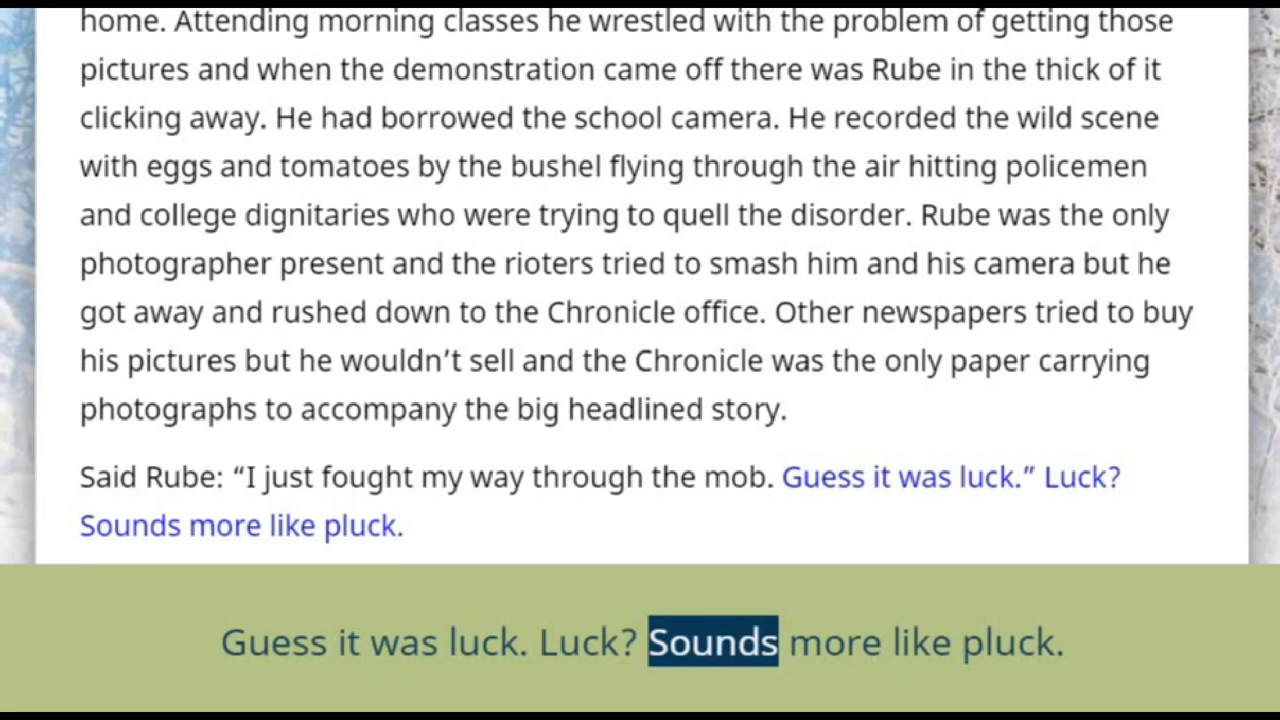 home. Attending morning classes he wrestled with the problem of getting those
pictures and when the demonstration came off there was Rube in the thick of it
clicking away. He had borrowed the school camera. He recorded the wild scene
with eggs and tomatoes by the bushel flying through the air hitting policemen
and college dignitaries who were trying to quell the disorder. Rube was the only
photographer present and the rioters tried to smash him and his camera but he
got away and rushed down to the Chronicle office. Other newspapers tried to buy
his pictures but he wouldn’t sell and the Chronicle was the only paper carrying
photographs to accompany the big headlined story.
Said Rube: “I just fought my way through the mob. Guess it was luck.” Luck?
Sounds more like pluck.
Guess it was luck. Luck? Sounds more like pluck.